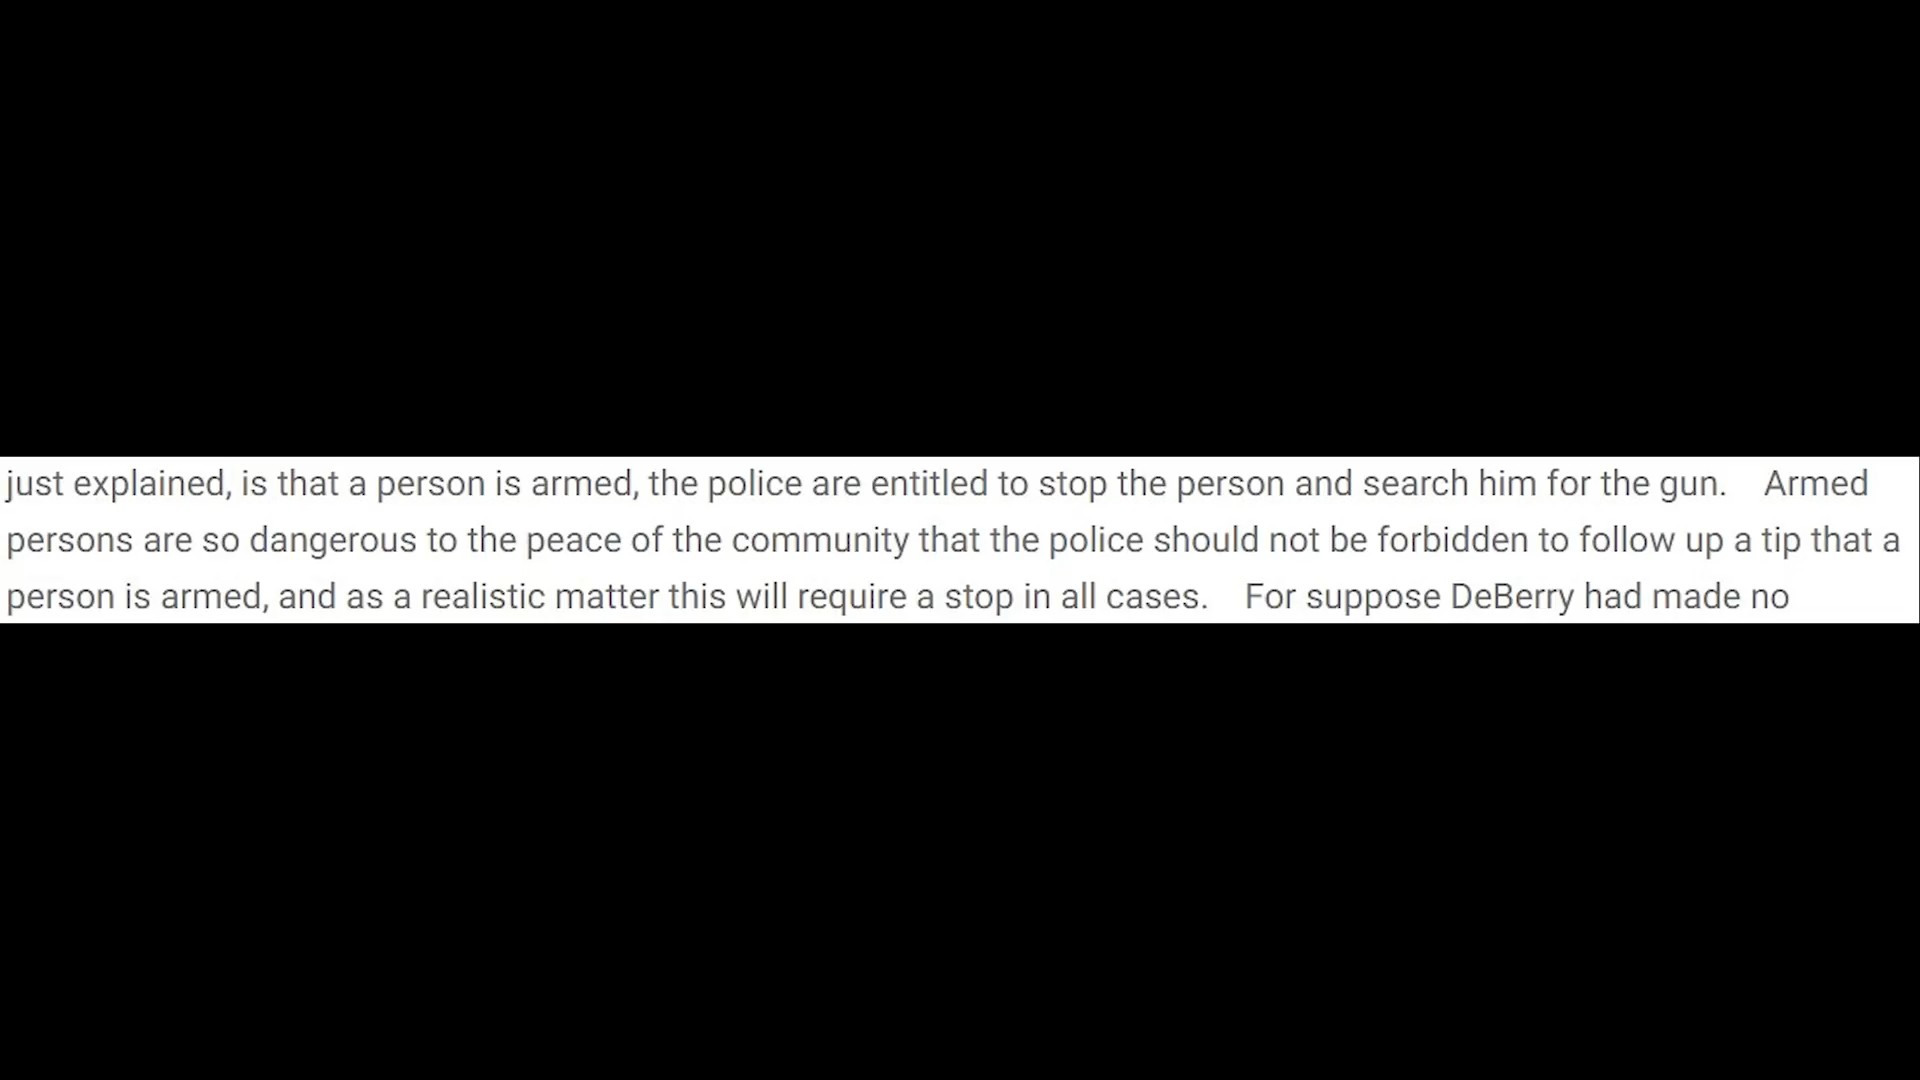 just explained, is that a person is armed, the police are entitled to stop the person and search him for the gun. Armed
persons are so dangerous to the peace of the community that the police should not be forbidden to follow up a tip that a
person is armed, and as a realistic matter this will require a stop in all cases. For suppose DeBerry had made no